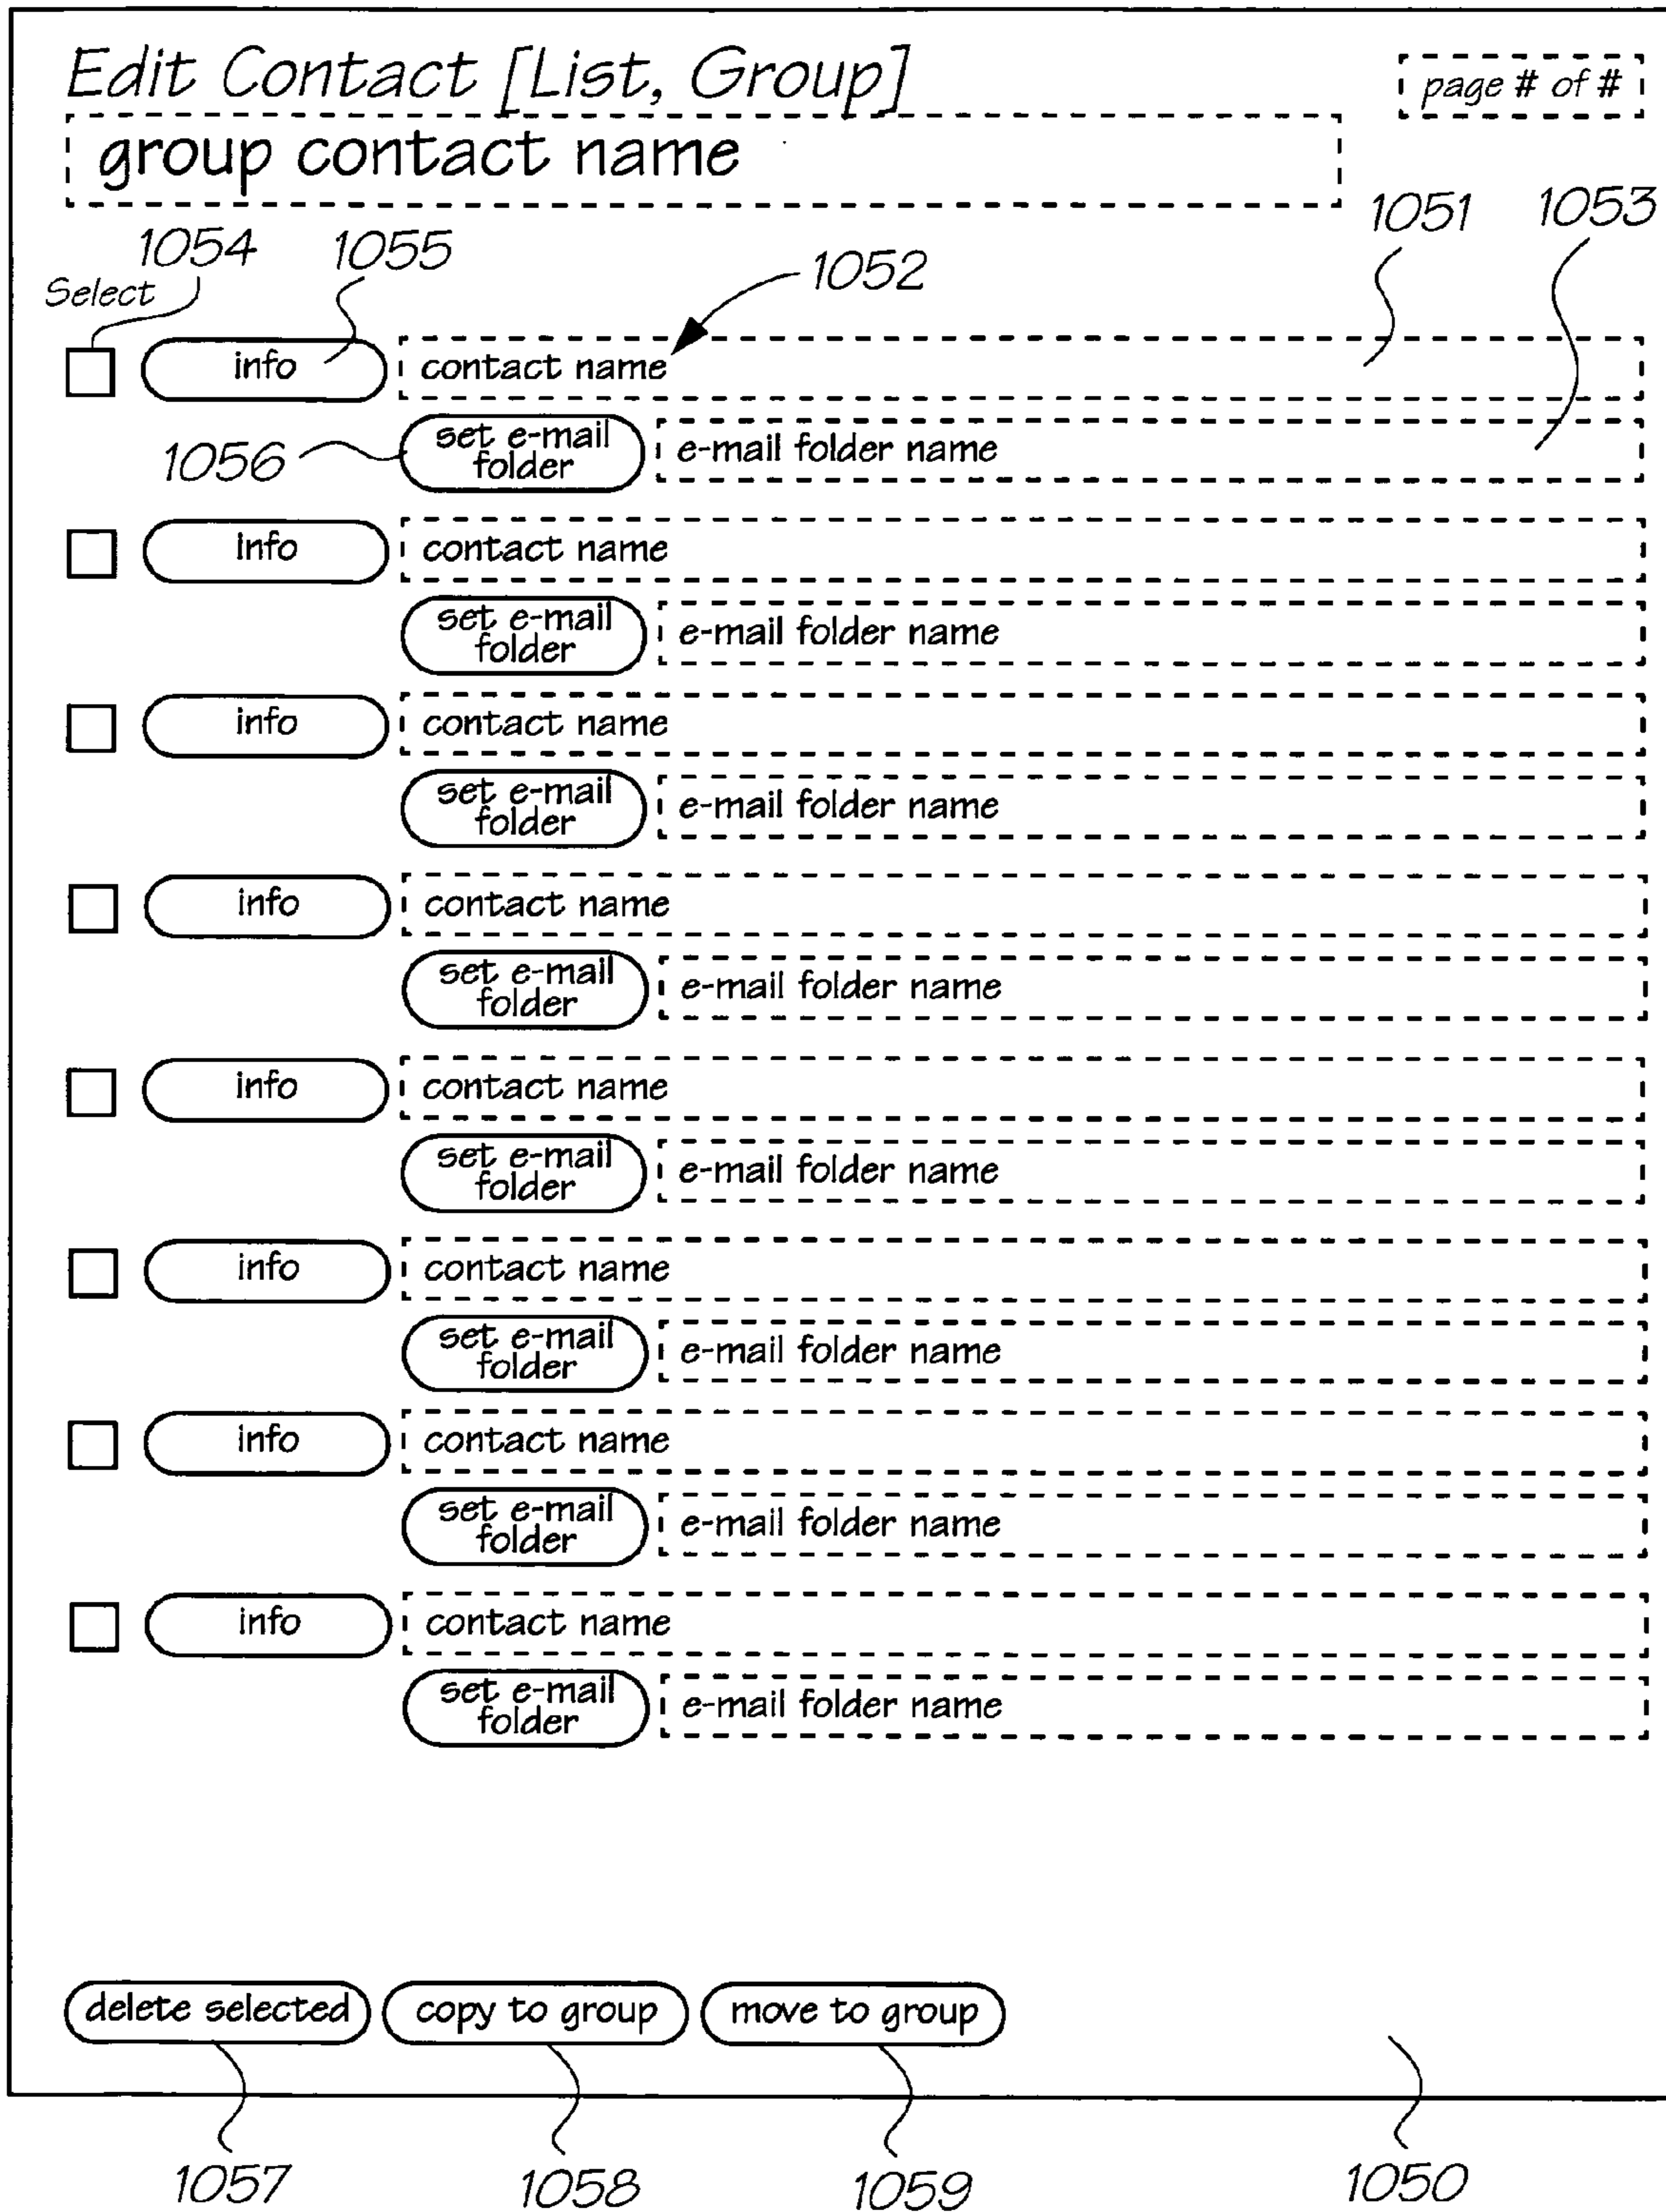 Edit Contact [List, Group]
page # of #
group contact name
1051 1053
1054 1055
1052
Select
info contact name
1056 set e-mail folder e-mail folder name
info contact name
set e-mail folder e-mail folder name
info contact name
set e-mail folder e-mail folder name
info contact name
set e-mail folder e-mail folder name
info contact name
set e-mail folder e-mail folder name
info contact name
set e-mail folder e-mail folder name
info contact name
set e-mail folder e-mail folder name
info contact name
set e-mail folder e-mail folder name
delete selected copy to group move to group
1057 1058 1059 1050